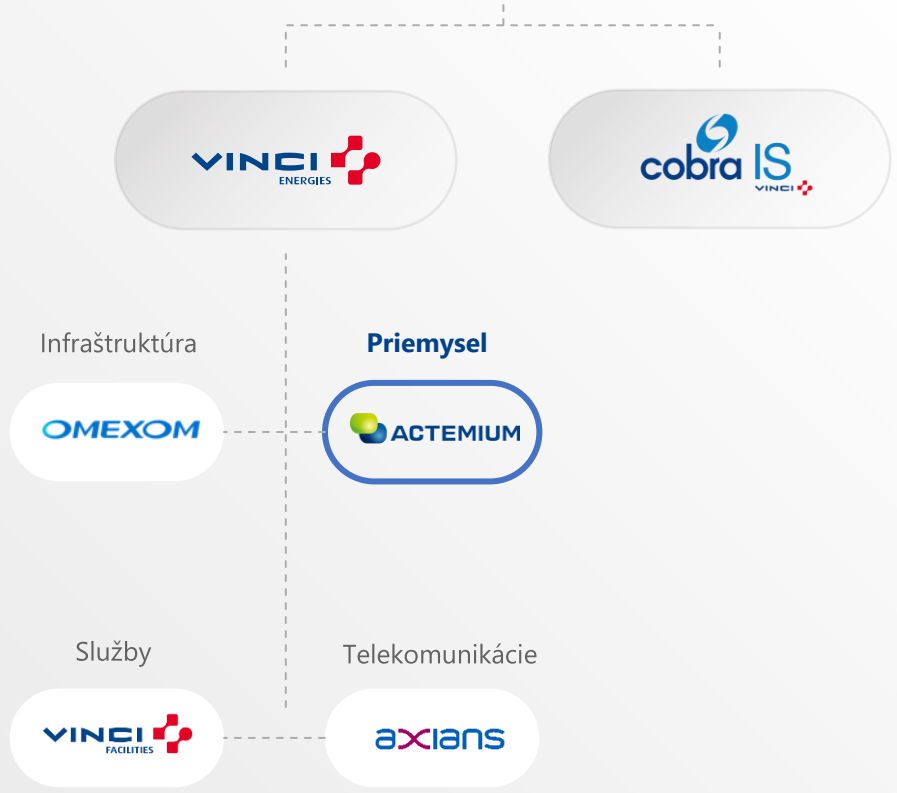 VINCI
ENERGIES
cobra IS
VINCI
Infraštruktúra
Priemysel
OMEXOM
ACTEMIUM
Služby
Telekomunikácie
VINCI
FACILITIES
axians